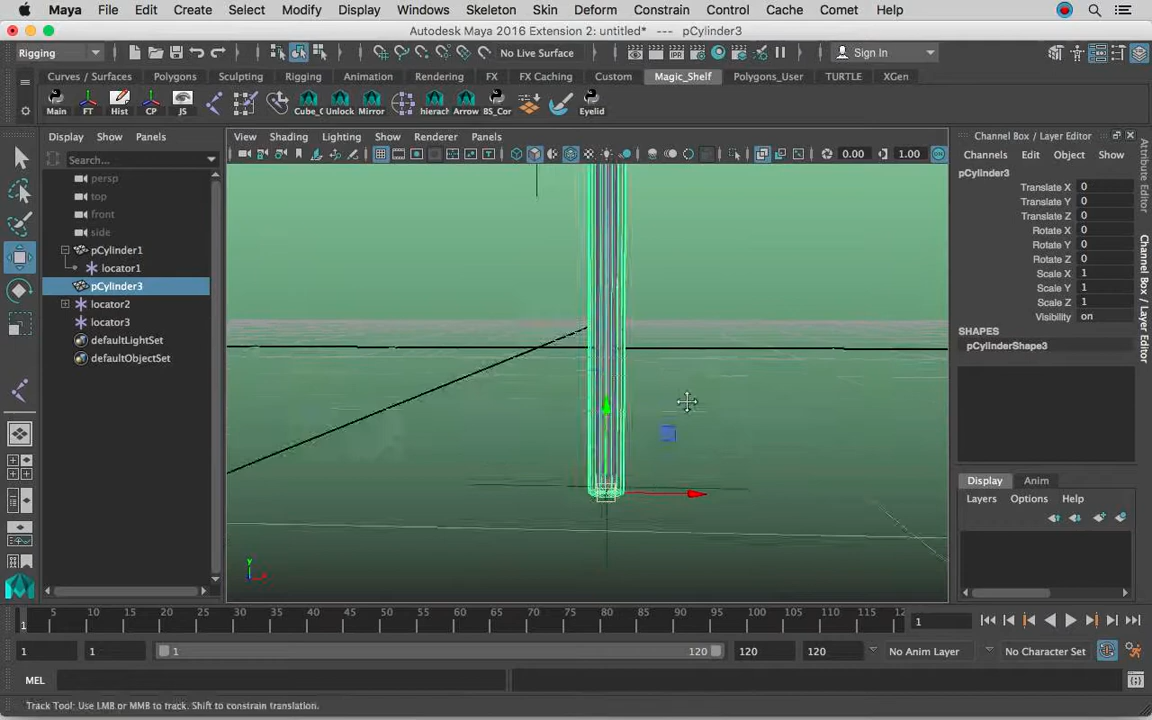 Maya File Edit Create Select Modify Display Windows Skeleton Skin Deform Constrain Control Cache Comet Help
Autodesk Maya 2016 Extension 2: untitled* --- pCylinder3
Rigging No Live Surface Sign In
Curves / Surfaces Polygons Sculpting Rigging Animation Rendering FX FX Caching Custom Magic_Shelf Polygons_User TURTLE XGen
Main FT Hist CP JS Cube_C Unlock Mirror hierach Arrow BS_Cor Eyelid
Display Show Panels
Search...
persp
top
front
side
pCylinder1
locator1
pCylinder3
locator2
locator3
defaultLightSet
defaultObjectSet
View Shading Lighting Show Renderer Panels
0.00 1.00
y
Channel Box / Layer Editor
Channels Edit Object Show
pCylinder3
Translate X 0
Translate Y 0
Translate Z 0
Rotate X 0
Rotate Y 0
Rotate Z 0
Scale X 1
Scale Y 1
Scale Z 1
Visibility on
SHAPES
pCylinderShape3
Display Anim
Layers Options Help
Attribute Editor
Channel Box / Layer Editor
1 5 10 15 20 25 30 35 40 45 50 55 60 65 70 75 80 85 90 95 100 105 110 115 12
1
1 1 1 120 120 120 No Anim Layer No Character Set
MEL
Track Tool: Use LMB or MMB to track. Shift to constrain translation.